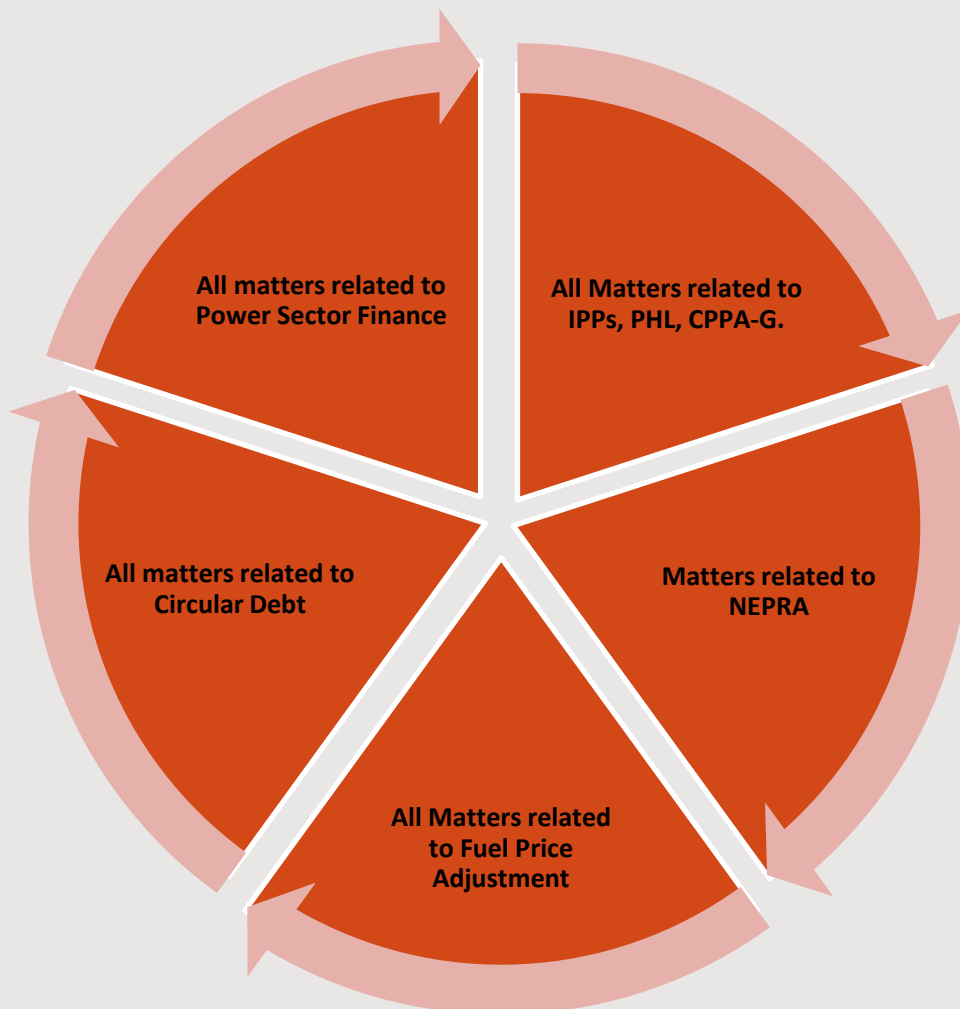 All matters related to
Power Sector Finance
All Matters related to
IPPs, PHL, CPPA-G.
Matters related to
NEPRA
All Matters related
to Fuel Price
Adjustment
All matters related to
Circular Debt